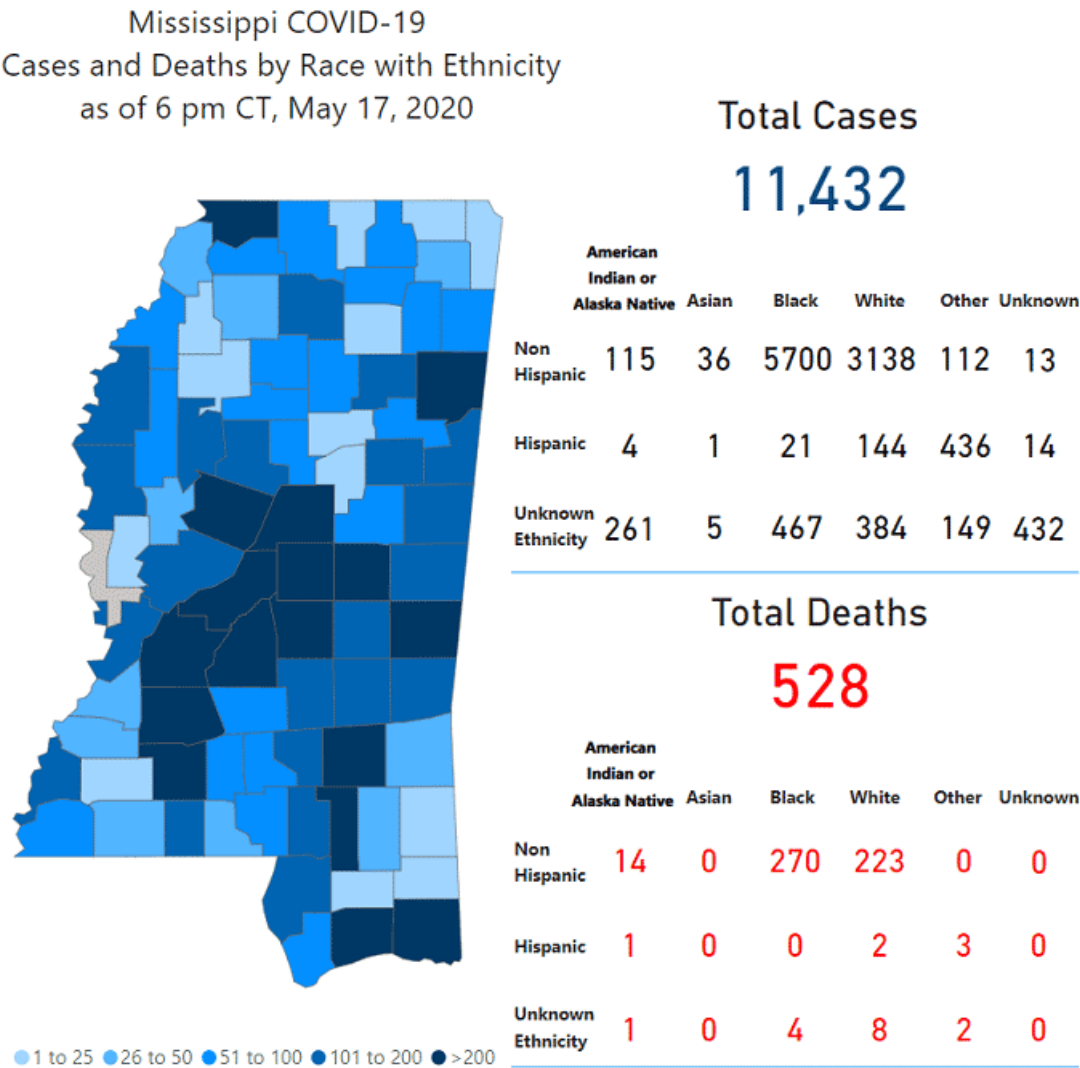 Mississippi COVID-19
Cases and Deaths by Race with Ethnicity
as of 6 pm CT, May 17, 2020
Total Cases
11,432
American
Indian or
Alaska Native Asian Black White Other Unknown
Non
Hispanic 115 36 5700 3138 112 13
Hispanic 4 1 21 144 436 14
Unknown
Ethnicity 261 5 467 384 149 432
Total Deaths
528
American
Indian or
Alaska Native Asian Black White Other Unknown
Non
Hispanic 14 0 270 223 0 0
Hispanic 1 0 0 2 3 0
Unknown
Ethnicity 1 0 4 8 2 0
1 to 25 26 to 50 51 to 100 101 to 200 >200